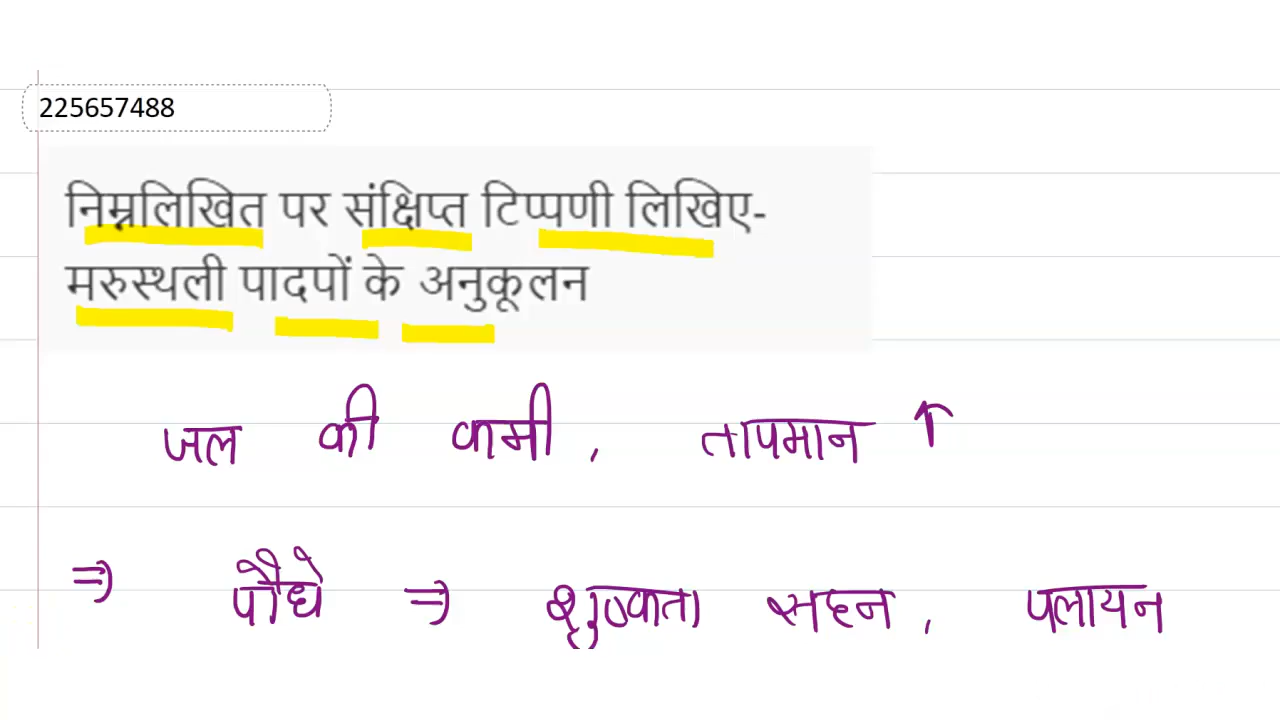 225657488
निम्नलिखित पर संक्षिप्त टिप्पणी लिखिए-
मरुस्थली पादपों के अनुकूलन
जल की कमी , तापमान ↑
⇒ पौधे ⇒ शुष्कता सहन , पलायन